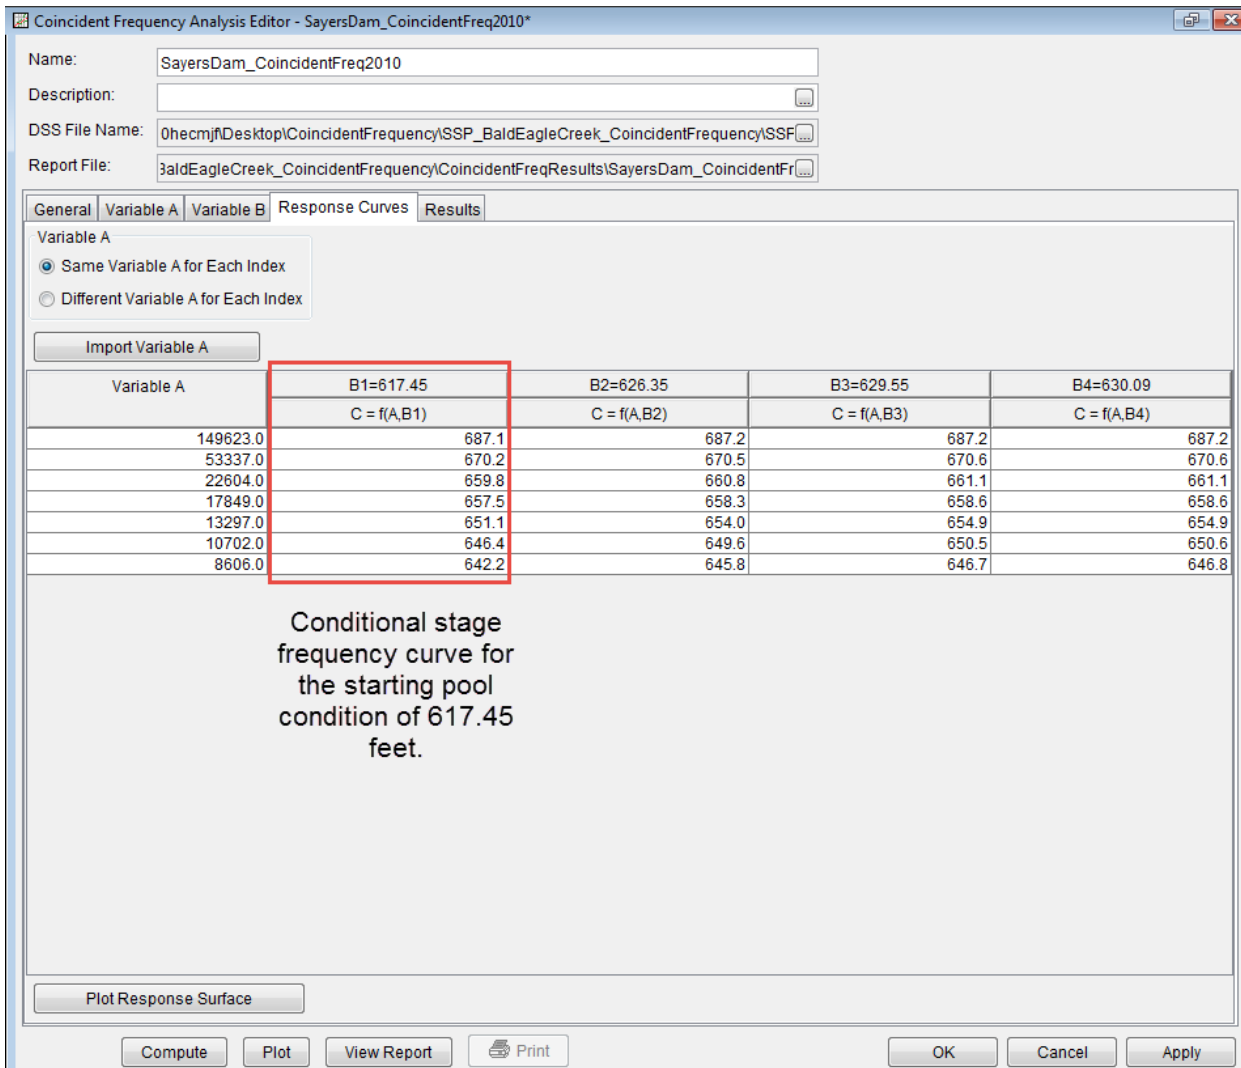 Coincident Frequency Analysis Editor - SayersDam_CoincidentFreq2010*
Name: SayersDam_CoincidentFreq2010
Description: ...
DSS File Name: 0hecmjf\Desktop\CoincidentFrequency\SSP_BaldEagleCreek_CoincidentFrequency\SSP ...
Report File: BaldEagleCreek_CoincidentFrequency\CoincidentFreqResults\SayersDam_CoincidentFr ...
General Variable A Variable B Response Curves Results
Variable A
Same Variable A for Each Index
Different Variable A for Each Index
Import Variable A
Variable A B1=617.45 B2=626.35 B3=629.55 B4=630.09
C = f(A,B1) C = f(A,B2) C = f(A,B3) C = f(A,B4)
149623.0 687.1 687.2 687.2 687.2
53337.0 670.2 670.5 670.6 670.6
22604.0 659.8 660.8 661.1 661.1
17849.0 657.5 658.3 658.6 658.6
13297.0 651.1 654.0 654.9 654.9
10702.0 646.4 649.6 650.5 650.6
8606.0 642.2 645.8 646.7 646.8
Conditional stage
frequency curve for
the starting pool
condition of 617.45
feet.
Plot Response Surface
Compute Plot View Report Print OK Cancel Apply